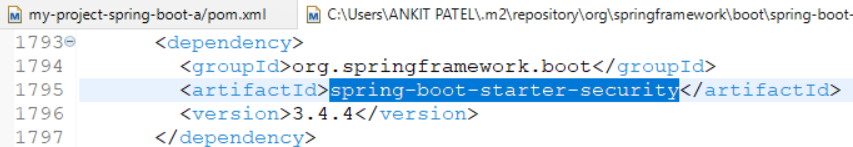 my-project-spring-boot-a/pom.xml C:\Users\ANKIT PATEL\.m2\repository\org\springframework\boot\spring-boot-
1793 <dependency>
1794 <groupId>org.springframework.boot</groupId>
1795 <artifactId>spring-boot-starter-security</artifactId>
1796 <version>3.4.4</version>
1797 </dependency>